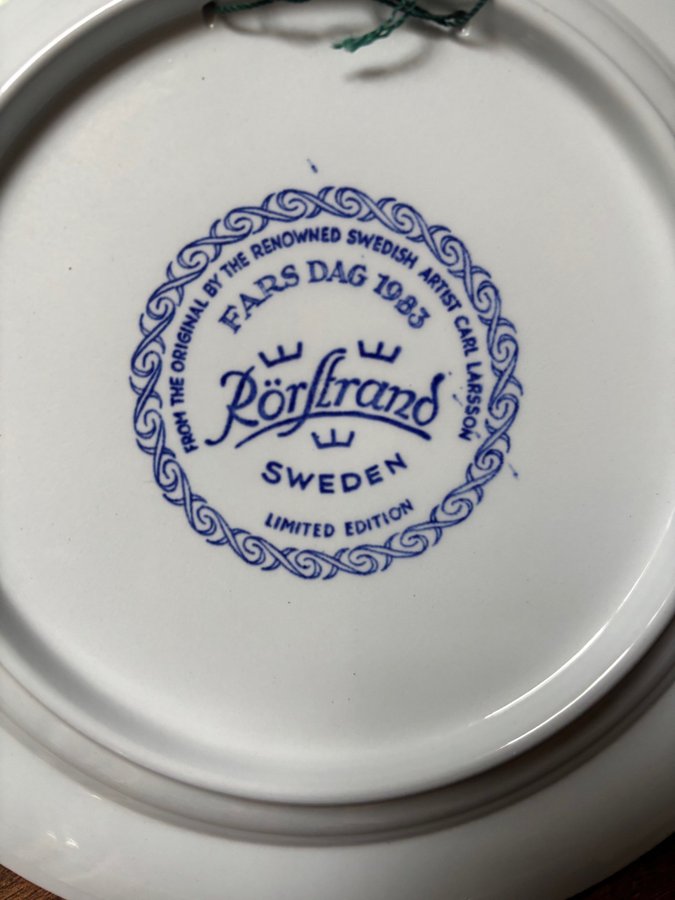 FROM THE ORIGINAL BY THE RENOWNED SWEDISH ARTIST CARL LARSSON
FARS DAG 1983
Rörstrand
SWEDEN
LIMITED EDITION